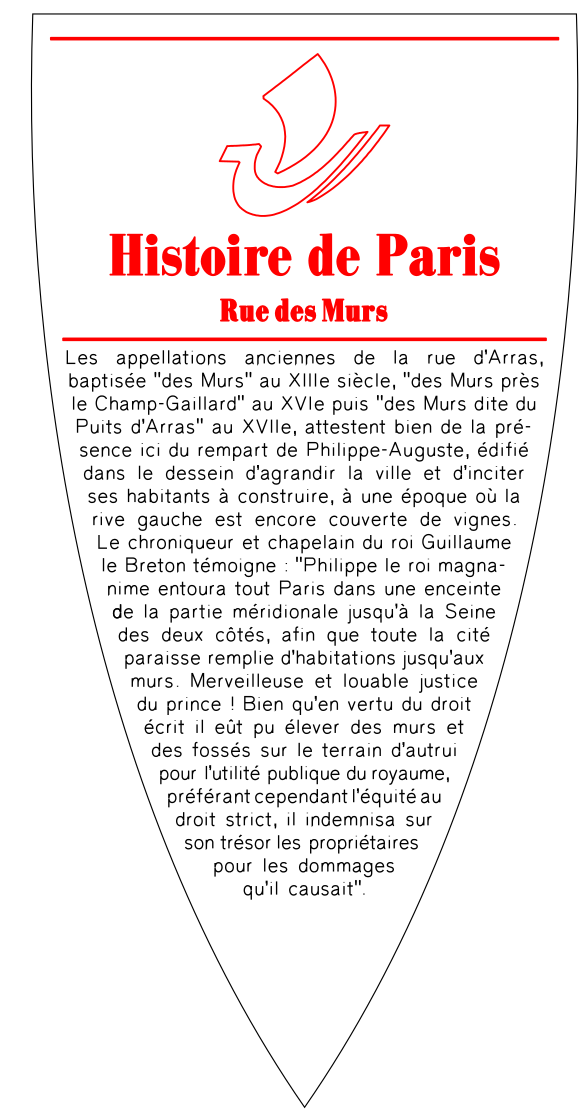 Histoire de Paris
Rue des Murs
Les appellations anciennes de la rue d'Arras,
baptisée "des Murs" au XIIIe siècle, "des Murs près
le Champ-Gaillard" au XVIe puis "des Murs dite du
Puits d'Arras" au XVIIe, attestent bien de la pré-
sence ici du rempart de Philippe-Auguste, édifié
dans le dessein d'agrandir la ville et d'inciter
ses habitants à construire, à une époque où la
rive gauche est encore couverte de vignes.
Le chroniqueur et chapelain du roi Guillaume
le Breton témoigne : "Philippe le roi magna-
nime entoura tout Paris dans une enceinte
de la partie méridionale jusqu'à la Seine
des deux côtés, afin que toute la cité
paraisse remplie d'habitations jusqu'aux
murs. Merveilleuse et louable justice
du prince ! Bien qu'en vertu du droit
écrit il eût pu élever des murs et
des fossés sur le terrain d'autrui
pour l'utilité publique du royaume,
préférant cependant l'équité au
droit strict, il indemnisa sur
son trésor les propriétaires
pour les dommages
qu'il causait".